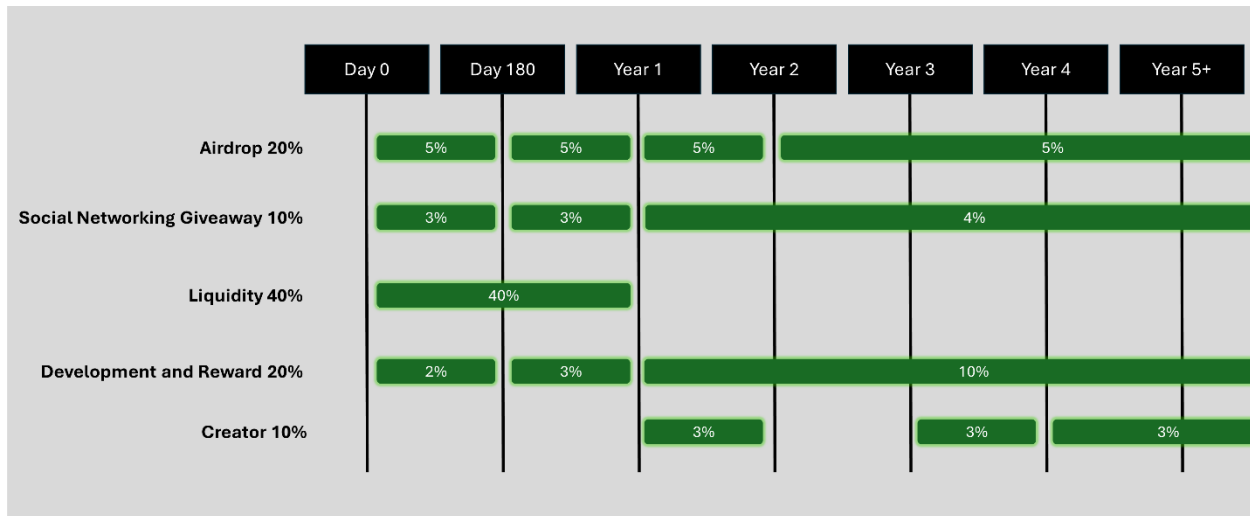 Day 0 Day 180 Year 1 Year 2 Year 3 Year 4 Year 5+
Airdrop 20% 5% 5% 5% 5%
Social Networking Giveaway 10% 3% 3% 4%
Liquidity 40% 40%
Development and Reward 20% 2% 3% 10%
Creator 10% 3% 3% 3%